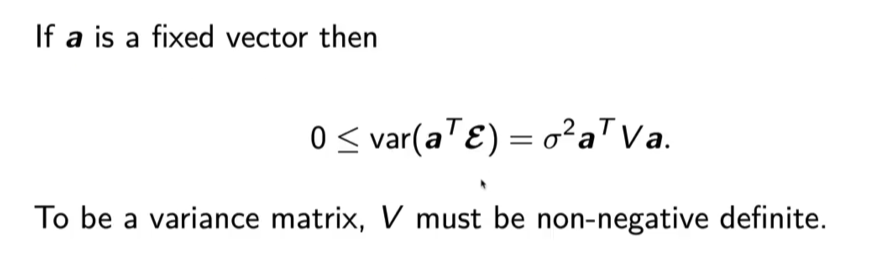 If a is a fixed vector then
0 ≤ var(aᵀℰ) = σ²aᵀVa.
To be a variance matrix, V must be non-negative definite.